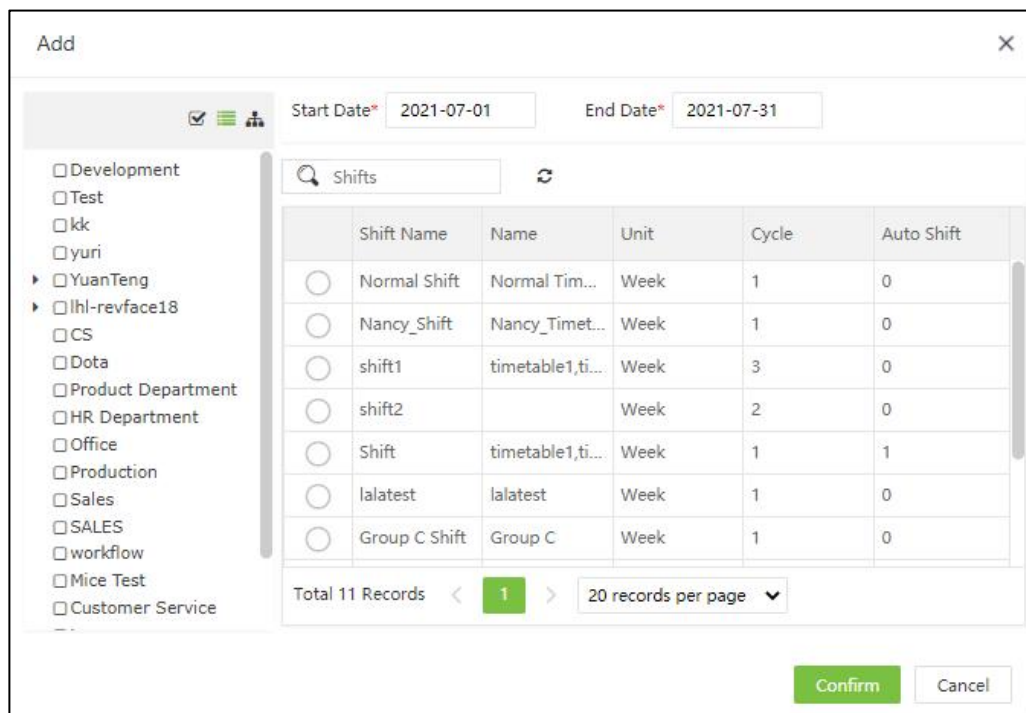 Add
Start Date* 2021-07-01 End Date* 2021-07-31
Development
Test
kk
yuri
YuanTeng
lhl-revface18
CS
Dota
Product Department
HR Department
Office
Production
Sales
SALES
workflow
Mice Test
Customer Service
Shifts
Shift Name Name Unit Cycle Auto Shift
Normal Shift Normal Tim... Week 1 0
Nancy_Shift Nancy_Timet... Week 1 0
shift1 timetable1,ti... Week 3 0
shift2 Week 2 0
Shift timetable1,ti... Week 1 1
lalatest lalatest Week 1 0
Group C Shift Group C Week 1 0
Total 11 Records < 1 > 20 records per page
Confirm Cancel